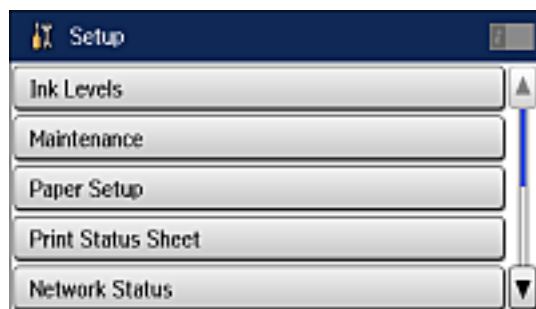 Setup
Ink Levels
Maintenance
Paper Setup
Print Status Sheet
Network Status